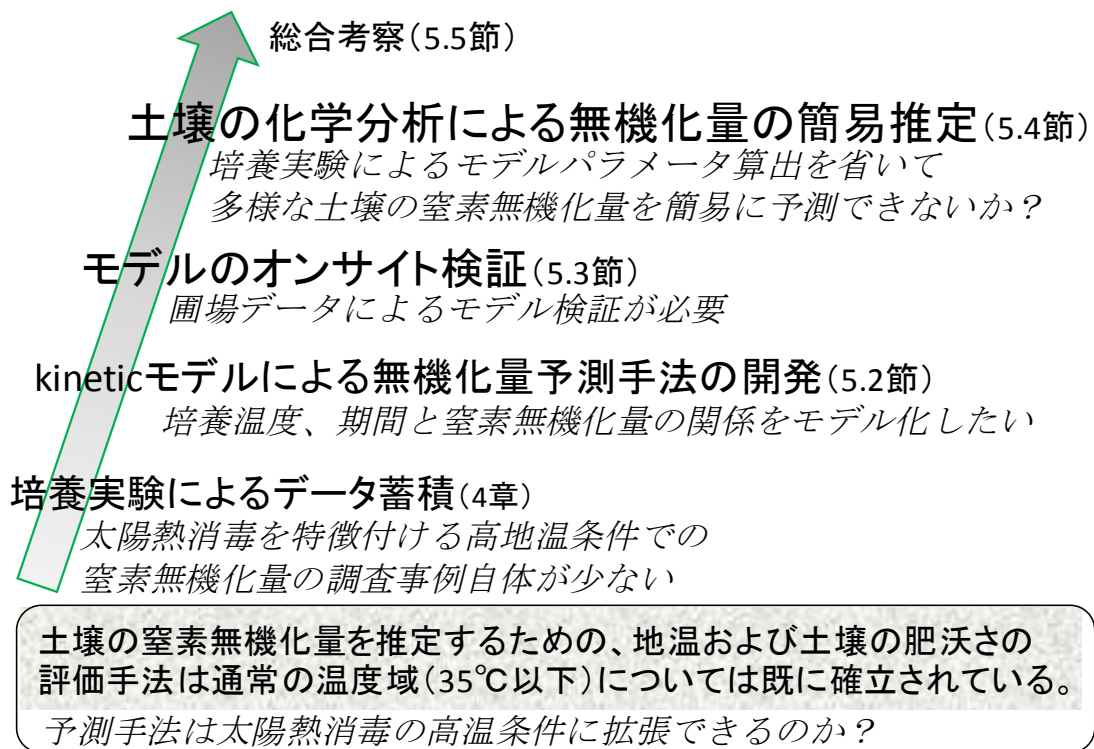 総合考察(5.5節)
土壌の化学分析による無機化量の簡易推定(5.4節)
培養実験によるモデルパラメータ算出を省いて
多様な土壌の窒素無機化量を簡易に予測できないか?
モデルのオンサイト検証(5.3節)
圃場データによるモデル検証が必要
kineticモデルによる無機化量予測手法の開発(5.2節)
培養温度、期間と窒素無機化量の関係をモデル化したい
培養実験によるデータ蓄積(4章)
太陽熱消毒を特徴付ける高地温条件での
窒素無機化量の調査事例自体が少ない
土壌の窒素無機化量を推定するための、地温および土壌の肥沃さの
評価手法は通常の温度域(35℃以下)については既に確立されている。
予測手法は太陽熱消毒の高温条件に拡張できるのか?